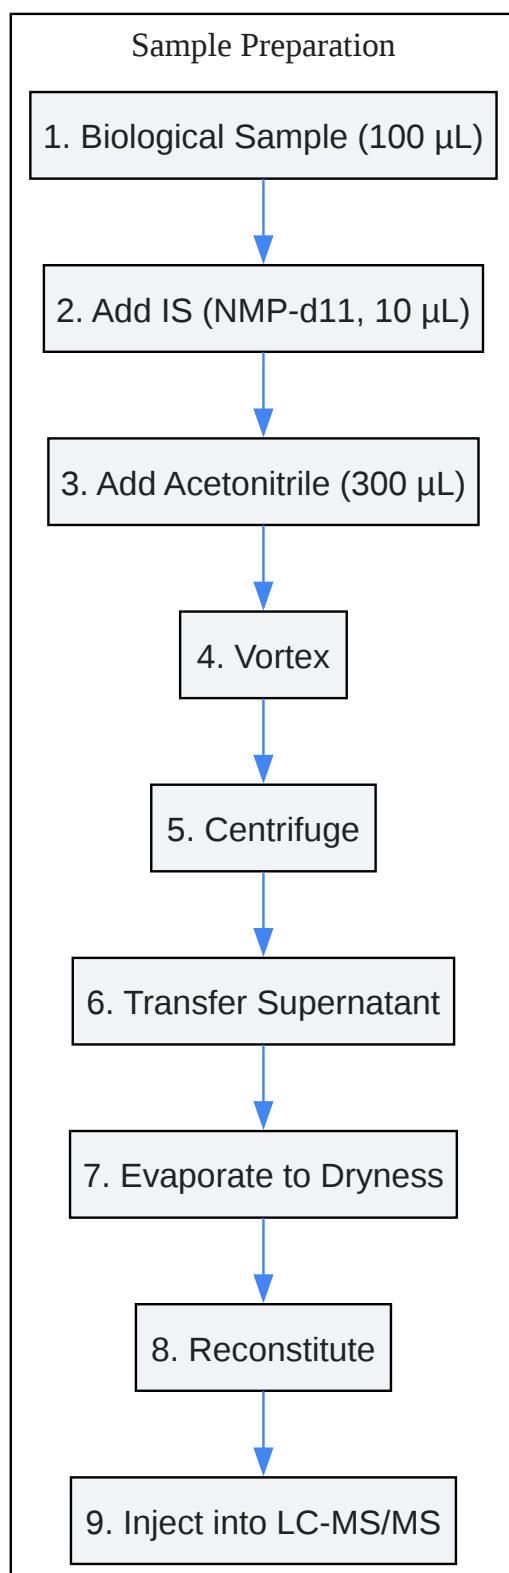 Sample Preparation
1. Biological Sample (100 µL)
2. Add IS (NMP-d11, 10 µL)
3. Add Acetonitrile (300 µL)
4. Vortex
5. Centrifuge
6. Transfer Supernatant
7. Evaporate to Dryness
8. Reconstitute
9. Inject into LC-MS/MS